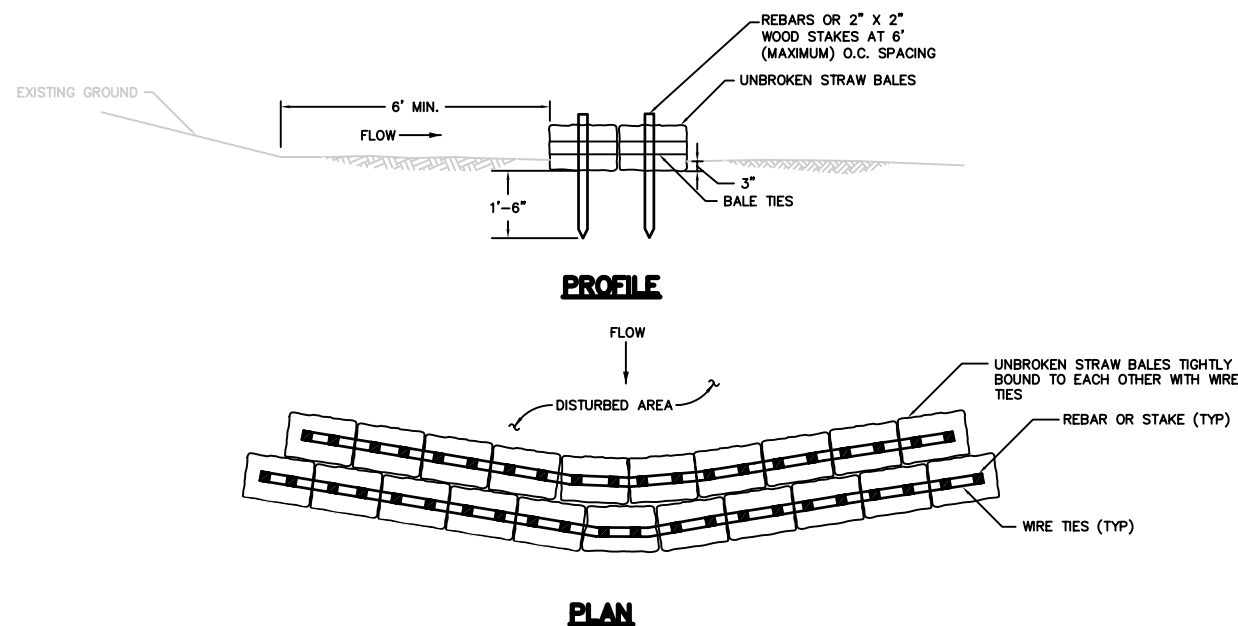 REBARS OR 2" X 2"
WOOD STAKES AT 6'
(MAXIMUM) O.C. SPACING
UNBROKEN STRAW BALES
EXISTING GROUND
6' MIN.
FLOW
3"
BALE TIES
1'-6"
PROFILE
FLOW
UNBROKEN STRAW BALES TIGHTLY
BOUND TO EACH OTHER WITH WIRE
TIES
DISTURBED AREA
REBAR OR STAKE (TYP)
WIRE TIES (TYP)
PLAN